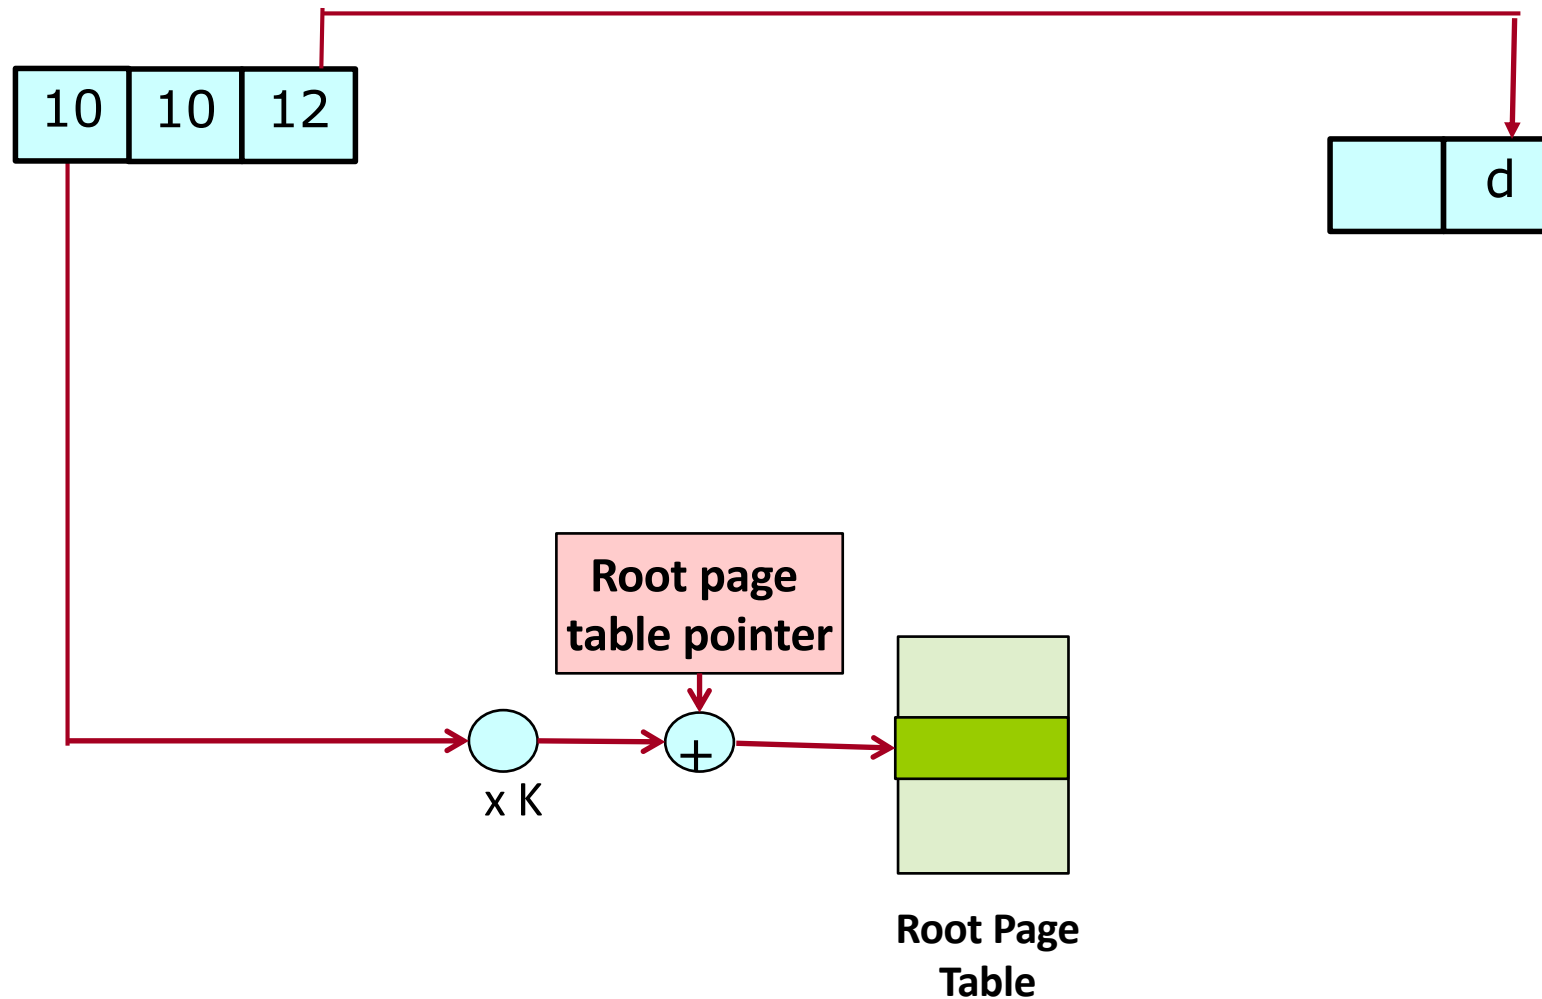 10 10 12
d
Root page
table pointer
+
x K
Root Page
Table